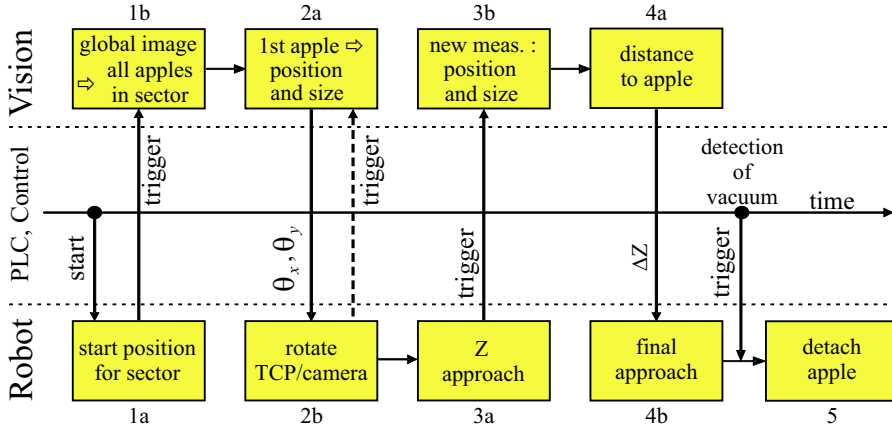 1b
2a
3b
4a
Vision
global image
⇨ all apples
in sector
1st apple ⇨
position
and size
new meas. :
position
and size
distance
to apple
PLC, Control
trigger
trigger
detection
of
vacuum
time
start
θx, θy
trigger
ΔZ
trigger
Robot
start position
for sector
rotate
TCP/camera
Z
approach
final
approach
detach
apple
1a
2b
3a
4b
5